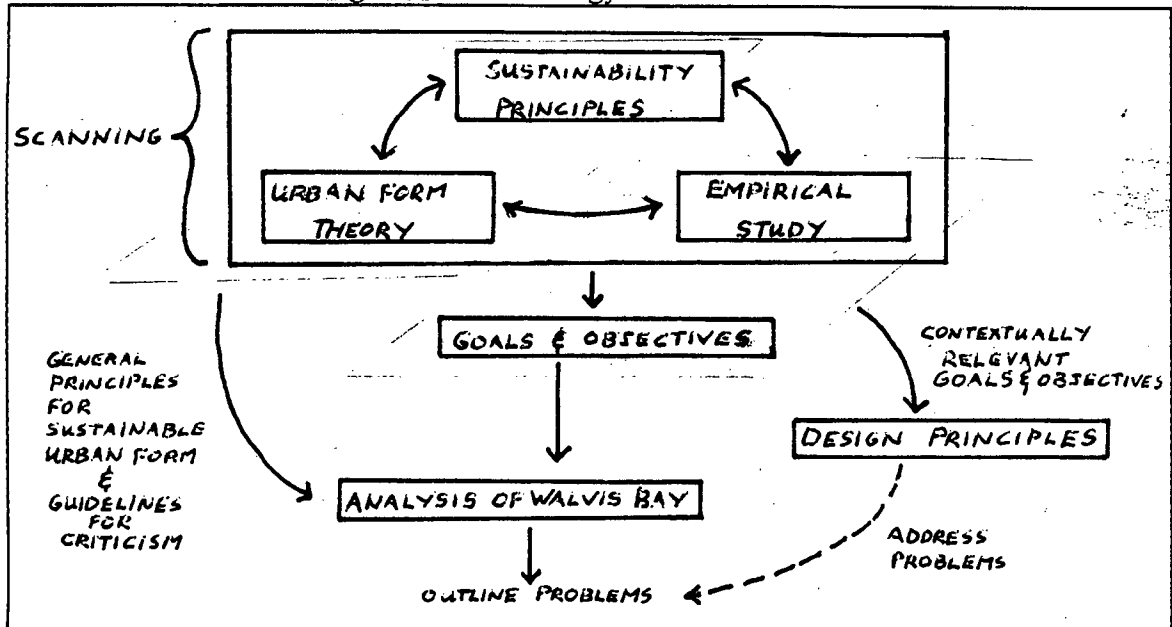 SUSTAINABILITY
PRINCIPLES
SCANNING
URBAN FORM
THEORY
EMPIRICAL
STUDY
GOALS & OBJECTIVES
CONTEXTUALLY
RELEVANT
GOALS & OBJECTIVES
GENERAL
PRINCIPLES
FOR
SUSTAINABLE
URBAN FORM
&
GUIDELINES
FOR
CRITICISM
DESIGN PRINCIPLES
ANALYSIS OF WALVIS BAY
ADDRESS
PROBLEMS
OUTLINE PROBLEMS